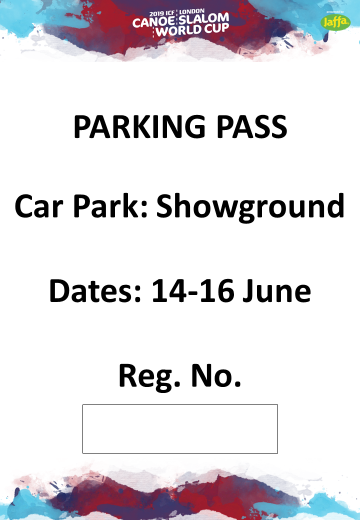 2019 ICF LONDON
CANOE SLALOM
WORLD CUP
Jaffa
PARKING PASS
Car Park: Showground
Dates: 14-16 June
Reg. No.